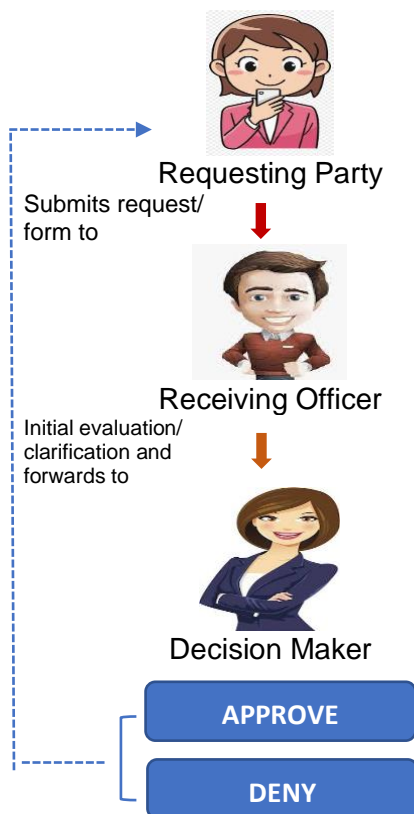 Requesting Party
Submits request/
form to
Receiving Officer
Initial evaluation/
clarification and
forwards to
Decision Maker
APPROVE
DENY